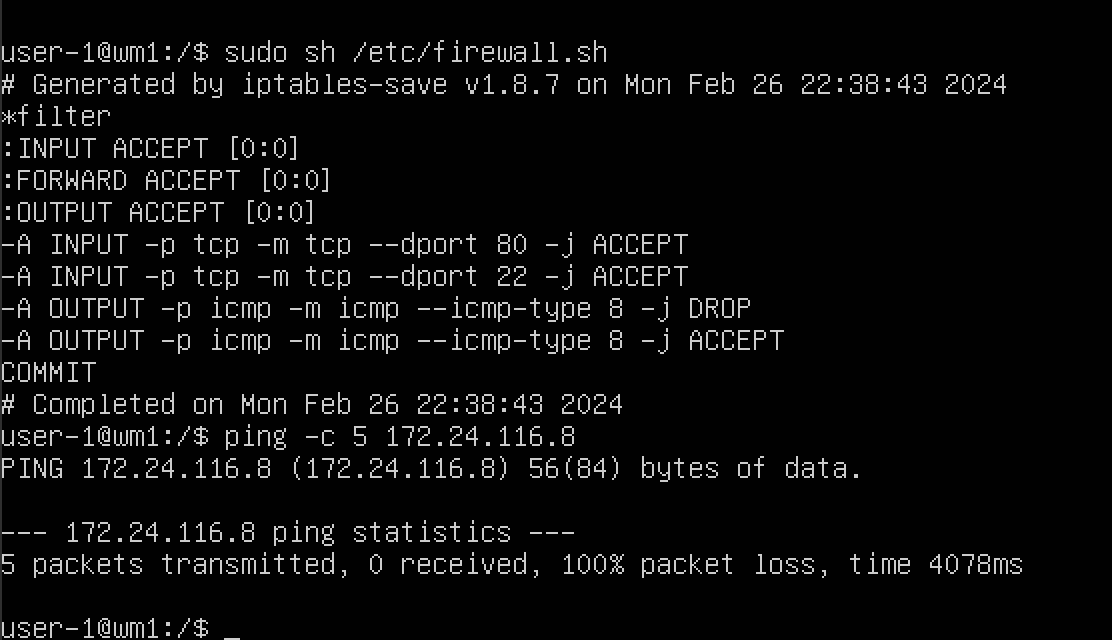 user-1@wm1:/$ sudo sh /etc/firewall.sh
# Generated by iptables-save v1.8.7 on Mon Feb 26 22:38:43 2024
*filter
:INPUT ACCEPT [0:0]
:FORWARD ACCEPT [0:0]
:OUTPUT ACCEPT [0:0]
-A INPUT -p tcp -m tcp --dport 80 -j ACCEPT
-A INPUT -p tcp -m tcp --dport 22 -j ACCEPT
-A OUTPUT -p icmp -m icmp --icmp-type 8 -j DROP
-A OUTPUT -p icmp -m icmp --icmp-type 8 -j ACCEPT
COMMIT
# Completed on Mon Feb 26 22:38:43 2024
user-1@wm1:/$ ping -c 5 172.24.116.8
PING 172.24.116.8 (172.24.116.8) 56(84) bytes of data.

--- 172.24.116.8 ping statistics ---
5 packets transmitted, 0 received, 100% packet loss, time 4078ms

user-1@wm1:/$ _